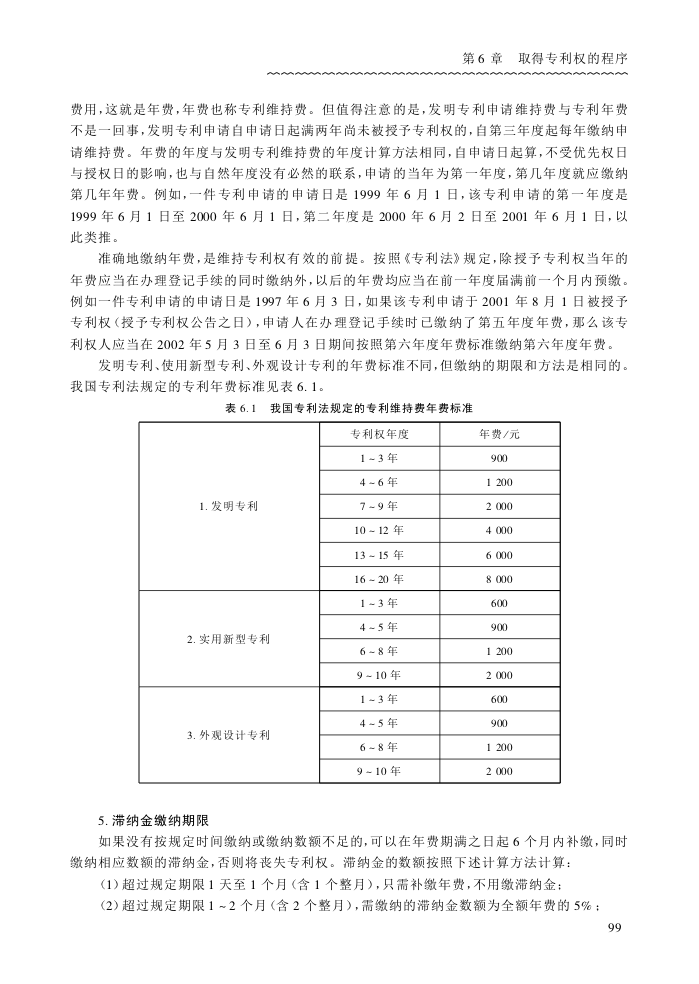 第 6 章 取得专利权的程序
费用,这就是年费,年费也称专利维持费。但值得注意的是,发明专利申请维持费与专利年费
不是一回事,发明专利申请自申请日起满两年尚未被授予专利权的,自第三年度起每年缴纳申
请维持费。年费的年度与发明专利维持费的年度计算方法相同,自申请日起算,不受优先权日
与授权日的影响,也与自然年度没有必然的联系,申请的当年为第一年度,第几年度就应缴纳
第几年年费。例如,一件专利申请的申请日是 1999 年 6 月 1 日,该专利申请的第一年度是
1999 年 6 月 1 日至 2000 年 6 月 1 日,第二年度是 2000 年 6 月 2 日至 2001 年 6 月 1 日,以
此类推。
准确地缴纳年费,是维持专利权有效的前提。按照《专利法》规定,除授予专利权当年的
年费应当在办理登记手续的同时缴纳外,以后的年费均应当在前一年度届满前一个月内预缴。
例如一件专利申请的申请日是 1997 年 6 月 3 日,如果该专利申请于 2001 年 8 月 1 日被授予
专利权(授予专利权公告之日),申请人在办理登记手续时已缴纳了第五年度年费,那么该专
利权人应当在 2002 年 5 月 3 日至 6 月 3 日期间按照第六年度年费标准缴纳第六年度年费。
发明专利、使用新型专利、外观设计专利的年费标准不同,但缴纳的期限和方法是相同的。
我国专利法规定的专利年费标准见表 6.1。
表 6.1 我国专利法规定的专利维持费年费标准
专利权年度 年费/元
1.发明专利
1 ~ 3 年 900
4 ~ 6 年 1 200
7 ~ 9 年 2 000
10 ~ 12 年 4 000
13 ~ 15 年 6 000
16 ~ 20 年 8 000
2.实用新型专利
1 ~ 3 年 600
4 ~ 5 年 900
6 ~ 8 年 1 200
9 ~ 10 年 2 000
3.外观设计专利
1 ~ 3 年 600
4 ~ 5 年 900
6 ~ 8 年 1 200
9 ~ 10 年 2 000
5.滞纳金缴纳期限
如果没有按规定时间缴纳或缴纳数额不足的,可以在年费期满之日起 6 个月内补缴,同时
缴纳相应数额的滞纳金,否则将丧失专利权。滞纳金的数额按照下述计算方法计算:
(1)超过规定期限 1 天至 1 个月(含 1 个整月),只需补缴年费,不用缴滞纳金;
(2)超过规定期限 1 ~ 2 个月(含 2 个整月),需缴纳的滞纳金数额为全额年费的 5%;
99